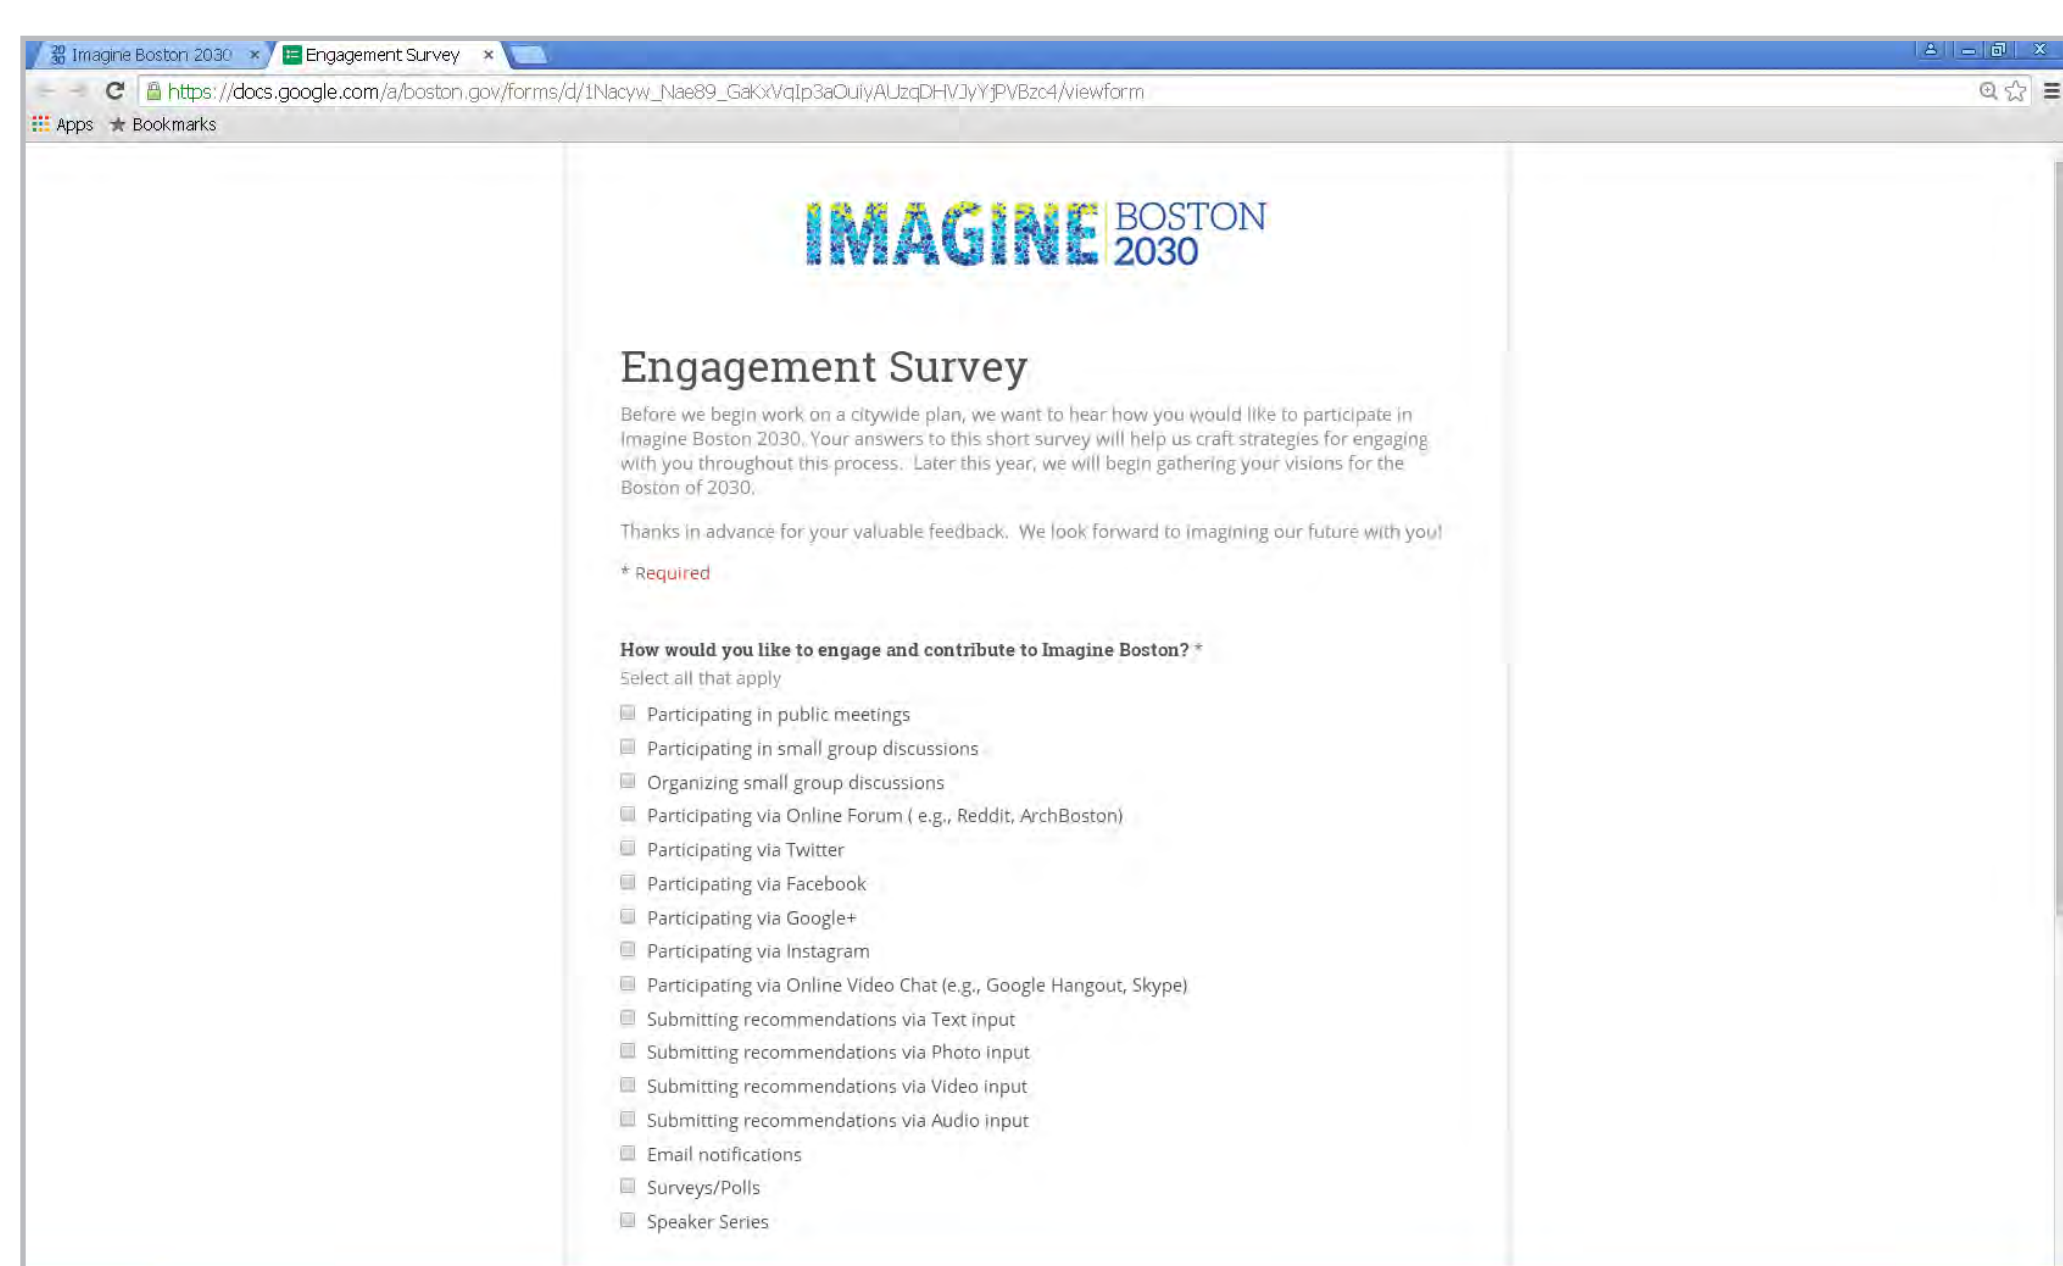 Imagine Boston 2030
Engagement Survey
https://docs.google.com/a/boston.gov/forms/d/1Nacyw_Nae89_GaKxVqIp3aOuiyAUzqDHVJyYjPVBzc4/viewform
Apps Bookmarks
IMAGINE BOSTON
2030
Engagement Survey
Before we begin work on a citywide plan, we want to hear how you would like to participate in
Imagine Boston 2030. Your answers to this short survey will help us craft strategies for engaging
with you throughout this process. Later this year, we will begin gathering your visions for the
Boston of 2030.
Thanks in advance for your valuable feedback. We look forward to imagining our future with you!
* Required
How would you like to engage and contribute to Imagine Boston? *
Select all that apply
Participating in public meetings
Participating in small group discussions
Organizing small group discussions
Participating via Online Forum ( e.g., Reddit, ArchBoston)
Participating via Twitter
Participating via Facebook
Participating via Google+
Participating via Instagram
Participating via Online Video Chat (e.g., Google Hangout, Skype)
Submitting recommendations via Text input
Submitting recommendations via Photo input
Submitting recommendations via Video input
Submitting recommendations via Audio input
Email notifications
Surveys/Polls
Speaker Series